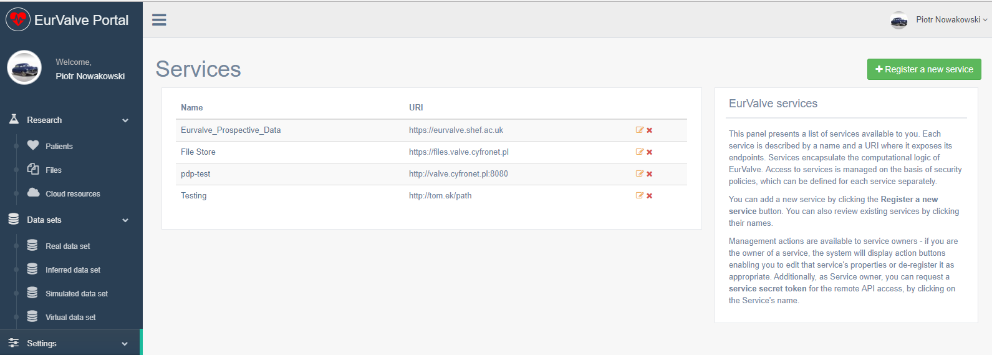 EurValve Portal
Piotr Nowakowski
Welcome,
Piotr Nowakowski
Research
Patients
Files
Cloud resources
Data sets
Real data set
Inferred data set
Simulated data set
Virtual data set
Settings
Services
+ Register a new service
Name URI
Eurvalve_Prospective_Data https://eurvalve.shef.ac.uk
File Store https://files.valve.cyfronet.pl
pdp-test http://valve.cyfronet.pl:8080
Testing http://tom.ek/path
EurValve services
This panel presents a list of services available to you. Each
service is described by a name and a URI where it exposes its
endpoints. Services encapsulate the computational logic of
EurValve. Access to services is managed on the basis of security
policies, which can be defined for each service separately.
You can add a new service by clicking the Register a new
service button. You can also review existing services by clicking
their names.
Management actions are available to service owners - if you are
the owner of a service, the system will display action buttons
enabling you to edit that service's properties or de-register it as
appropriate. Additionally, as Service owner, you can request a
service secret token for the remote API access, by clicking on
the Service's name.